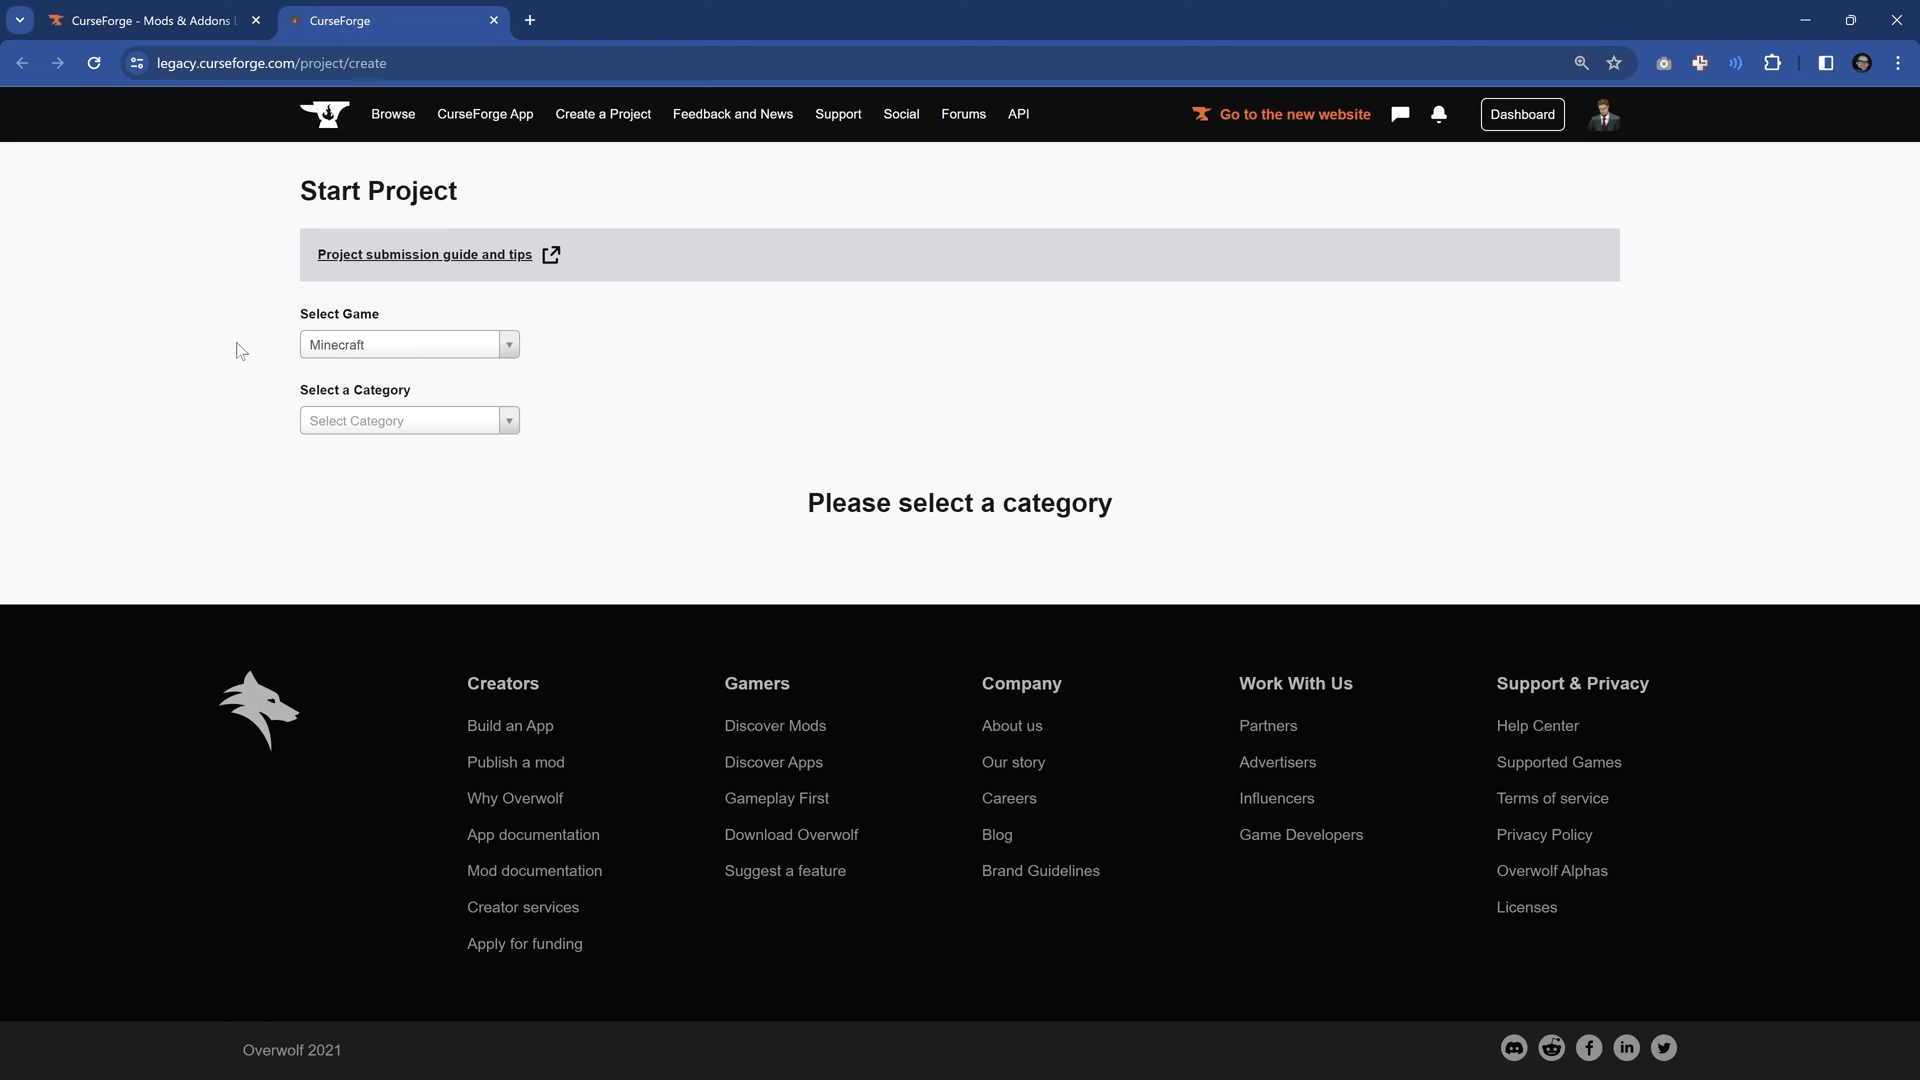 CurseForge - Mods & Addons
CurseForge
legacy.curseforge.com/project/create
Browse
CurseForge App
Create a Project
Feedback and News
Support
Social
Forums
API
Go to the new website
Dashboard
Start Project
Project submission guide and tips
Select Game
Minecraft
Select a Category
Select Category
Please select a category
Creators
Build an App
Publish a mod
Why Overwolf
App documentation
Mod documentation
Creator services
Apply for funding
Gamers
Discover Mods
Discover Apps
Gameplay First
Download Overwolf
Suggest a feature
Company
About us
Our story
Careers
Blog
Brand Guidelines
Work With Us
Partners
Advertisers
Influencers
Game Developers
Support & Privacy
Help Center
Supported Games
Terms of service
Privacy Policy
Overwolf Alphas
Licenses
Overwolf 2021